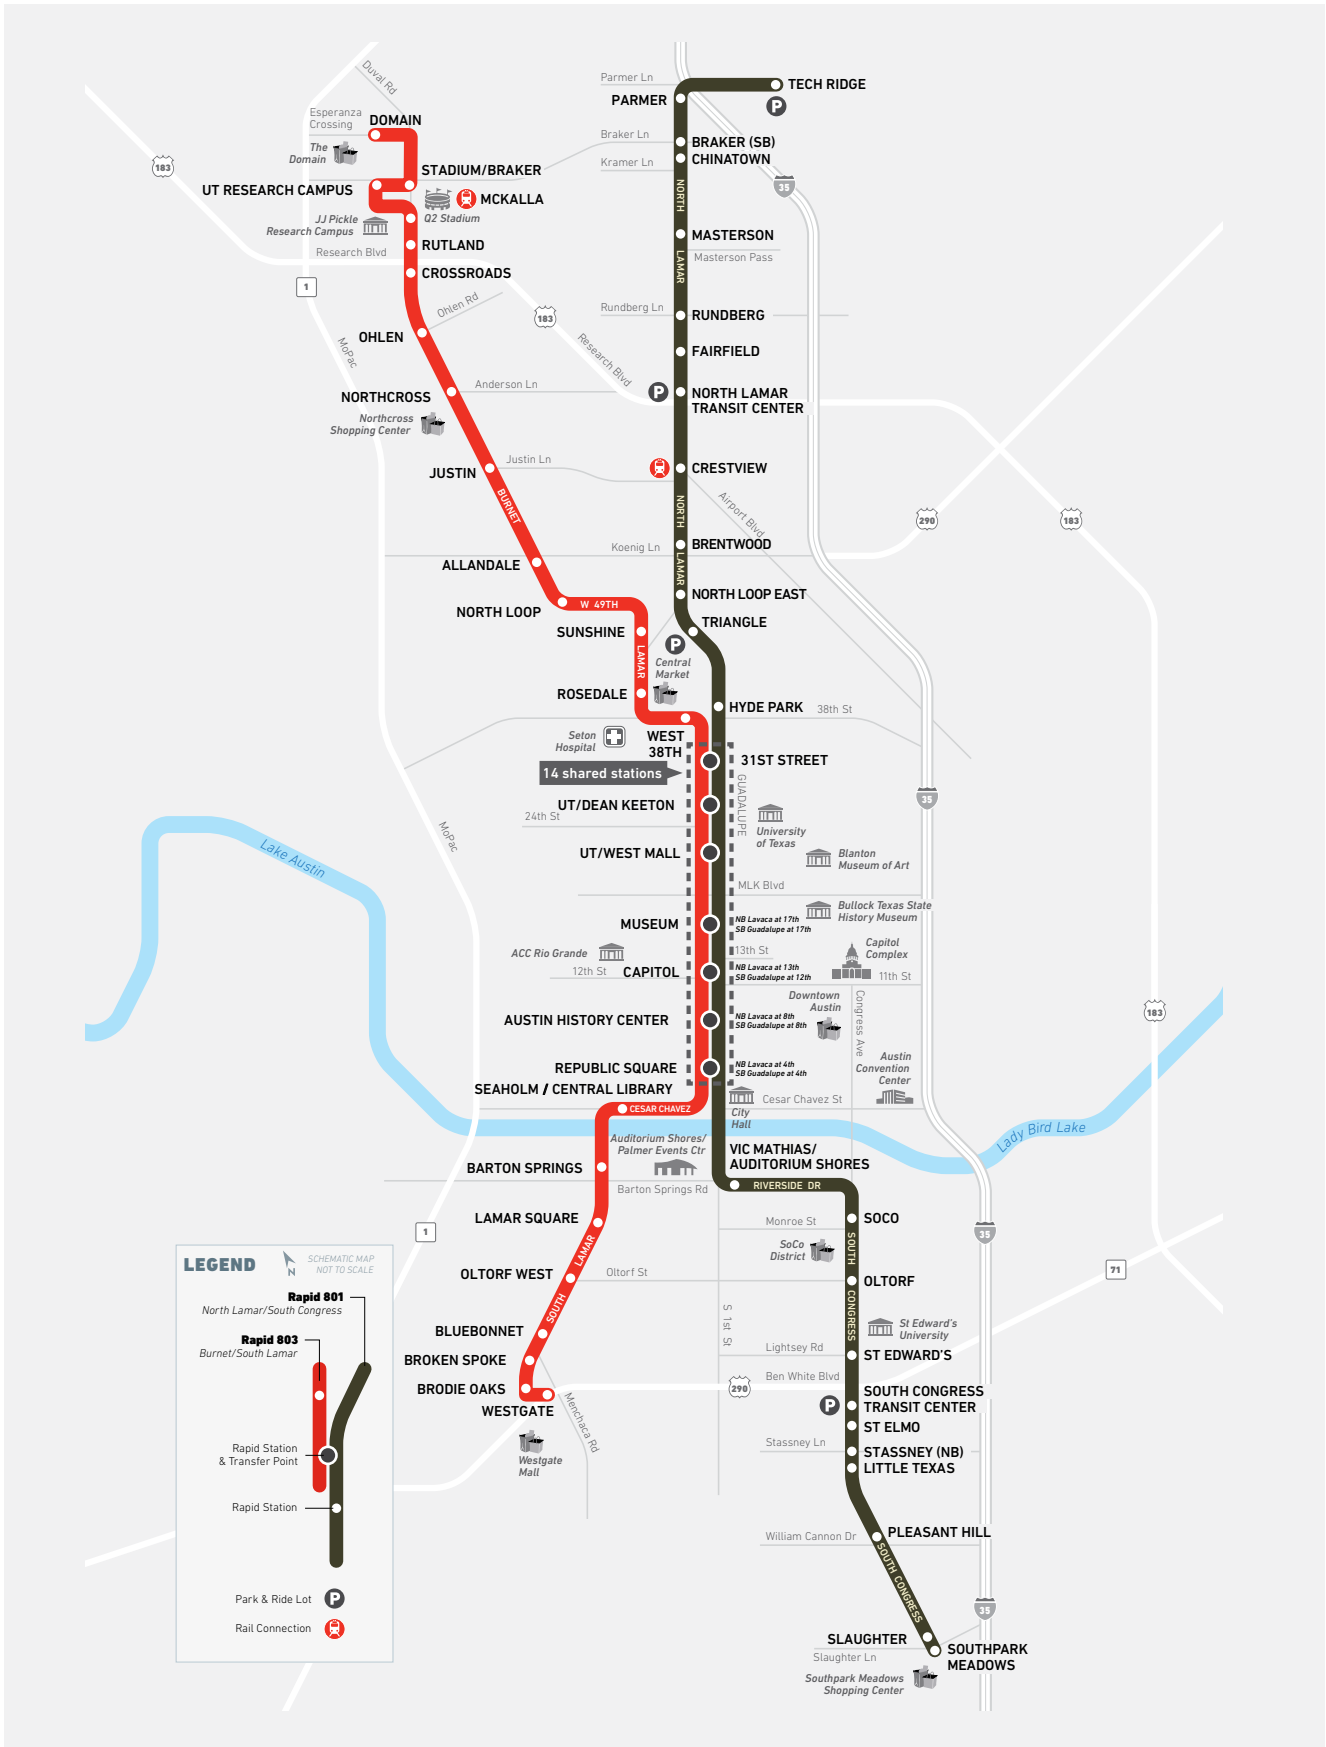 Duval Rd
Parmer Ln
TECH RIDGE
P
PARMER
Esperanza
Crossing
DOMAIN
The
Domain
Braker Ln
BRAKER (SB)
Kramer Ln
CHINATOWN
183
STADIUM/BRAKER
35
UT RESEARCH CAMPUS
MCKALLA
Q2 Stadium
JJ Pickle
Research Campus
NORTH
LAMAR
MASTERSON
Masterson Pass
RUTLAND
Research Blvd
CROSSROADS
1
Ohlen Rd
183
Rundberg Ln
RUNDBERG
OHLEN
MoPac
Research Blvd
FAIRFIELD
Anderson Ln
P
NORTH LAMAR
TRANSIT CENTER
NORTHCROSS
Northcross
Shopping Center
Justin Ln
CRESTVIEW
JUSTIN
BURNET
NORTH
LAMAR
Airport Blvd
290
183
Koenig Ln
BRENTWOOD
ALLANDALE
NORTH LOOP EAST
W 49TH
NORTH LOOP
TRIANGLE
SUNSHINE
LAMAR
P
Central
Market
ROSEDALE
HYDE PARK
38th St
Seton
Hospital
WEST
38TH
31ST STREET
14 shared stations
GUADALUPE
35
UT/DEAN KEETON
24th St
University
of Texas
MoPac
Lake Austin
UT/WEST MALL
Blanton
Museum of Art
MLK Blvd
Bullock Texas State
History Museum
MUSEUM
NB Lavaca at 17th
SB Guadalupe at 17th
ACC Rio Grande
13th St
Capitol
Complex
12th St
CAPITOL
NB Lavaca at 13th
SB Guadalupe at 12th
11th St
Downtown
Austin
Congress Ave
183
AUSTIN HISTORY CENTER
NB Lavaca at 8th
SB Guadalupe at 8th
REPUBLIC SQUARE
NB Lavaca at 4th
SB Guadalupe at 4th
Austin
Convention
Center
SEAHOLM / CENTRAL LIBRARY
CESAR CHAVEZ
Cesar Chavez St
City
Hall
Lady Bird Lake
Auditorium Shores/
Palmer Events Ctr
VIC MATHIAS/
AUDITORIUM SHORES
BARTON SPRINGS
Barton Springs Rd
RIVERSIDE DR
LAMAR SQUARE
Monroe St
SOCO
1
35
SoCo
District
SOUTH
CONGRESS
SOUTH
LAMAR
OLTORF WEST
Oltorf St
OLTORF
71
S 1st St
St Edward's
University
BLUEBONNET
Lightsey Rd
ST EDWARD'S
BROKEN SPOKE
Ben White Blvd
BRODIE OAKS
290
SOUTH CONGRESS
TRANSIT CENTER
P
WESTGATE
Menchaca Rd
ST ELMO
Westgate
Mall
Stassney Ln
STASSNEY (NB)
LITTLE TEXAS
William Cannon Dr
PLEASANT HILL
SOUTH CONGRESS
35
SLAUGHTER
Slaughter Ln
SOUTHPARK
MEADOWS
Southpark Meadows
Shopping Center
LEGEND
N
SCHEMATIC MAP
NOT TO SCALE
Rapid 801
North Lamar/South Congress
Rapid 803
Burnet/South Lamar
Rapid Station
& Transfer Point
Rapid Station
Park & Ride Lot
P
Rail Connection